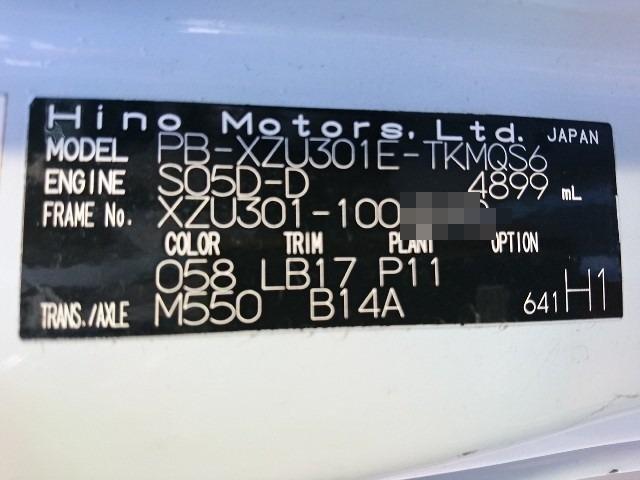 Hino Motors, Ltd. JAPAN
MODEL PB-XZU301E-TKMQS6
ENGINE S05D-D 4899 mL
FRAME No. XZU301-100
COLOR TRIM PLANT OPTION
058 LB17 P11
TRANS./AXLE M550 B14A 641 H1